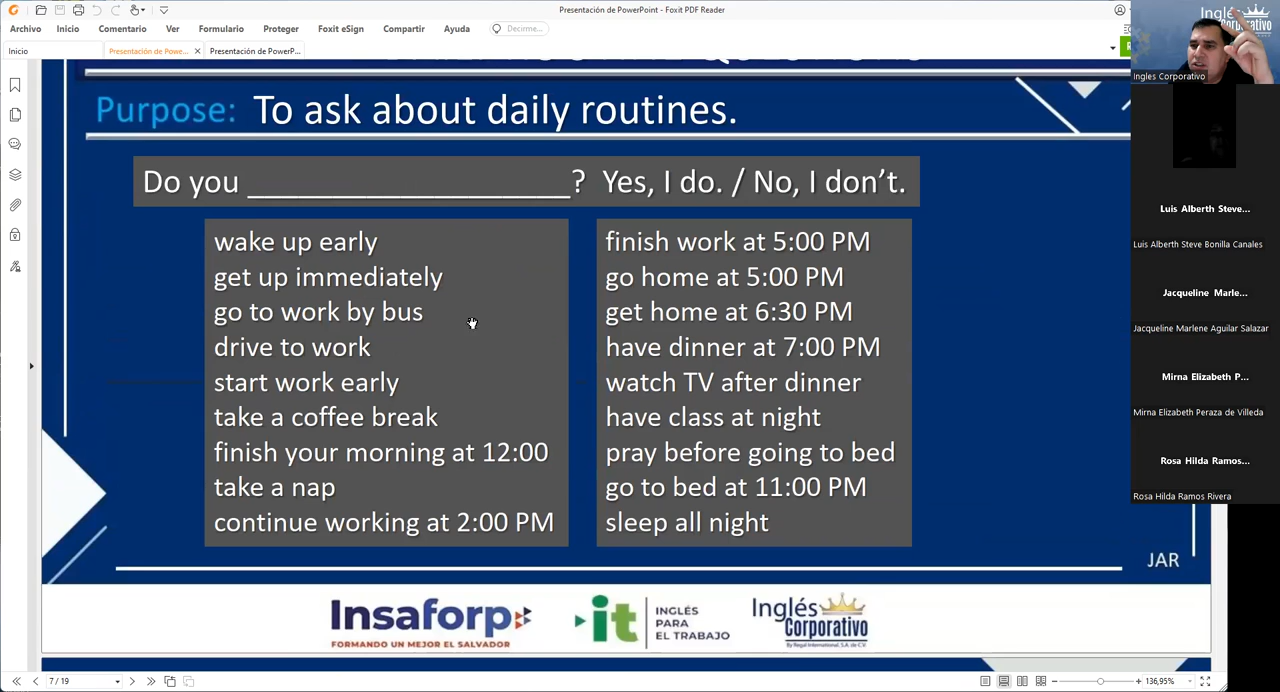 Presentación de PowerPoint - Foxit PDF Reader
Archivo Inicio Comentario Ver Formulario Proteger Foxit eSign Compartir Ayuda Decirme...
Inicio Presentación de Powe... Presentación de PowerP...
Purpose: To ask about daily routines.
Do you ____________________? Yes, I do. / No, I don't.
wake up early
get up immediately
go to work by bus
drive to work
start work early
take a coffee break
finish your morning at 12:00
take a nap
continue working at 2:00 PM
finish work at 5:00 PM
go home at 5:00 PM
get home at 6:30 PM
have dinner at 7:00 PM
watch TV after dinner
have class at night
pray before going to bed
go to bed at 11:00 PM
sleep all night
JAR
Insaforp
FORMANDO UN MEJOR EL SALVADOR
it INGLÉS
PARA
EL TRABAJO
Inglés
Corporativo
By Regal International, S.A. de C.V.
7 / 19
136,95%
Inglés
Corporativo
Ingles Corporativo
Luis Alberth Steve...
Luis Alberth Steve Bonilla Canales
Jacqueline Marle...
Jacqueline Marlene Aguilar Salazar
Mirna Elizabeth P...
Mirna Elizabeth Peraza de Villeda
Rosa Hilda Ramos...
Rosa Hilda Ramos Rivera